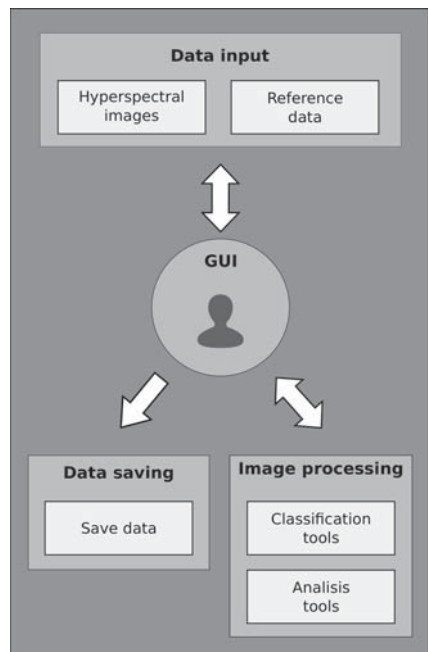 Data input
Hyperspectral
images
Reference
data
GUI
Data saving
Save data
Image processing
Classification
tools
Analisis
tools